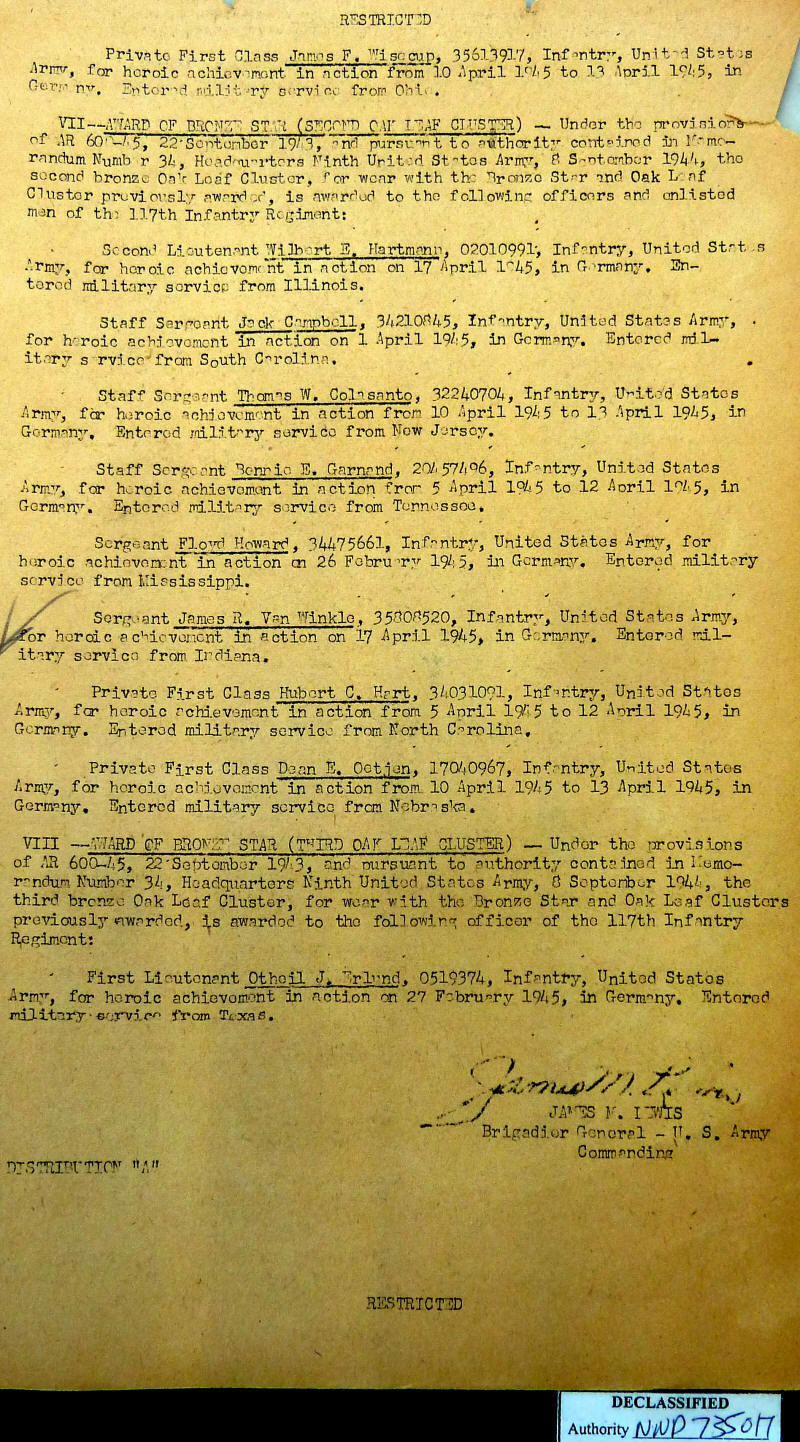 RESTRICTED
Private First Class James F. Wisecup, 35613917, Infantry, United States
Army, for heroic achievement in action from 10 April 1945 to 13 April 1945, in
Germany. Entered military service from Ohio.
VII--AWARD OF BRONZE STAR (SECOND OAK LEAF CLUSTER) — Under the provisions
of AR 600-45, 22 September 1943, and pursuant to authority contained in Memo-
randum Number 34, Headquarters Ninth United States Army, 8 September 1944, the
second bronze Oak Leaf Cluster, for wear with the Bronze Star and Oak Leaf
Cluster previously awarded, is awarded to the following officers and enlisted
men of the 117th Infantry Regiment:
Second Lieutenant Wilbert E. Hartmann, 02010991, Infantry, United States
Army, for heroic achievement in action on 17 April 1945, in Germany. En-
tered military service from Illinois.
Staff Sergeant Jack Campbell, 34210845, Infantry, United States Army,
for heroic achievement in action on 1 April 1945, in Germany. Entered mil-
itary service from South Carolina.
Staff Sergeant Thomas W. Colasanto, 32240704, Infantry, United States
Army, for heroic achievement in action from 10 April 1945 to 13 April 1945, in
Germany. Entered military service from New Jersey.
Staff Sergeant Bennie E. Garnand, 20457496, Infantry, United States
Army, for heroic achievement in action from 5 April 1945 to 12 April 1945, in
Germany. Entered military service from Tennessee.
Sergeant Floyd Howard, 34475661, Infantry, United States Army, for
heroic achievement in action on 26 February 1945, in Germany. Entered military
service from Mississippi.
Sergeant James R. Van Winkle, 35808520, Infantry, United States Army,
for heroic achievement in action on 17 April 1945, in Germany. Entered mil-
itary service from Indiana.
Private First Class Hubert C. Hart, 34031091, Infantry, United States
Army, for heroic achievement in action from 5 April 1945 to 12 April 1945, in
Germany. Entered military service from North Carolina.
Private First Class Dean E. Oetjen, 17040967, Infantry, United States
Army, for heroic achievement in action from 10 April 1945 to 13 April 1945, in
Germany. Entered military service from Nebraska.
VIII --AWARD OF BRONZE STAR (THIRD OAK LEAF CLUSTER) — Under the provisions
of AR 600-45, 22 September 1943, and pursuant to authority contained in Memo-
randum Number 34, Headquarters Ninth United States Army, 8 September 1944, the
third bronze Oak Leaf Cluster, for wear with the Bronze Star and Oak Leaf Clusters
previously awarded, is awarded to the following officer of the 117th Infantry
Regiment:
First Lieutenant Otheil J. Erlund, 0519374, Infantry, United States
Army, for heroic achievement in action on 27 February 1945, in Germany. Entered
military service from Texas.
JAMES M. LEWIS
Brigadier General - U. S. Army
Commanding
DISTRIBUTION "A"
RESTRICTED
DECLASSIFIED
Authority NND 735017